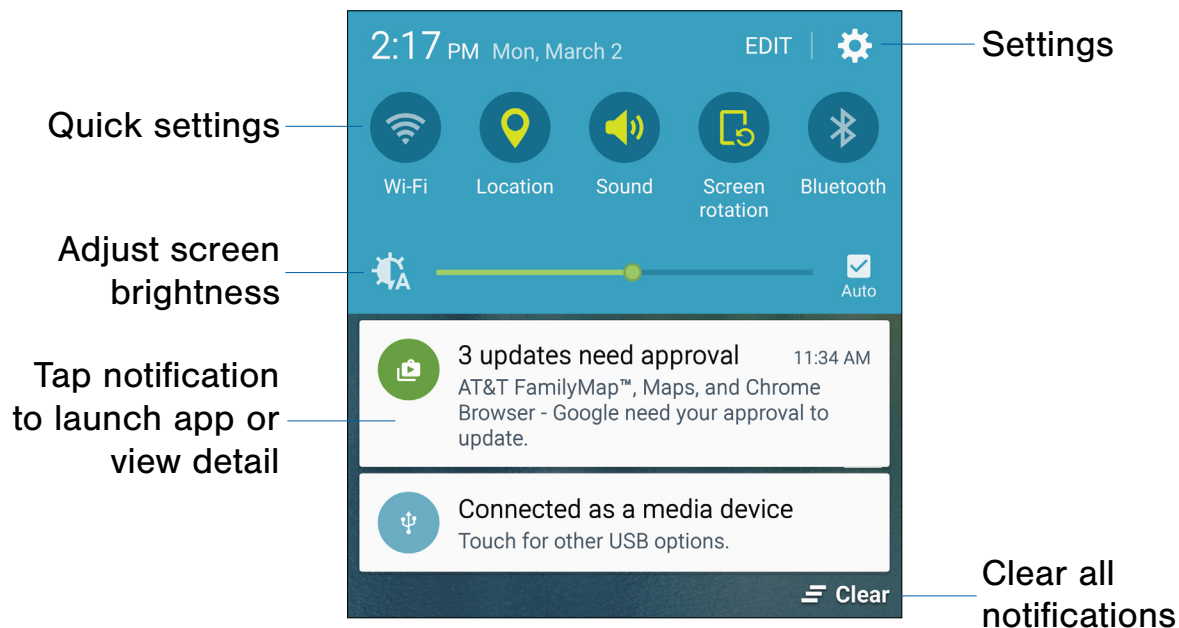 2:17 PM Mon, March 2
EDIT
Settings
Quick settings
Wi-Fi
Location
Sound
Screen
rotation
Bluetooth
Adjust screen
brightness
A
Auto
Tap notification
to launch app or
view detail
3 updates need approval
11:34 AM
AT&T FamilyMap™, Maps, and Chrome
Browser - Google need your approval to
update.
Connected as a media device
Touch for other USB options.
Clear
Clear all
notifications